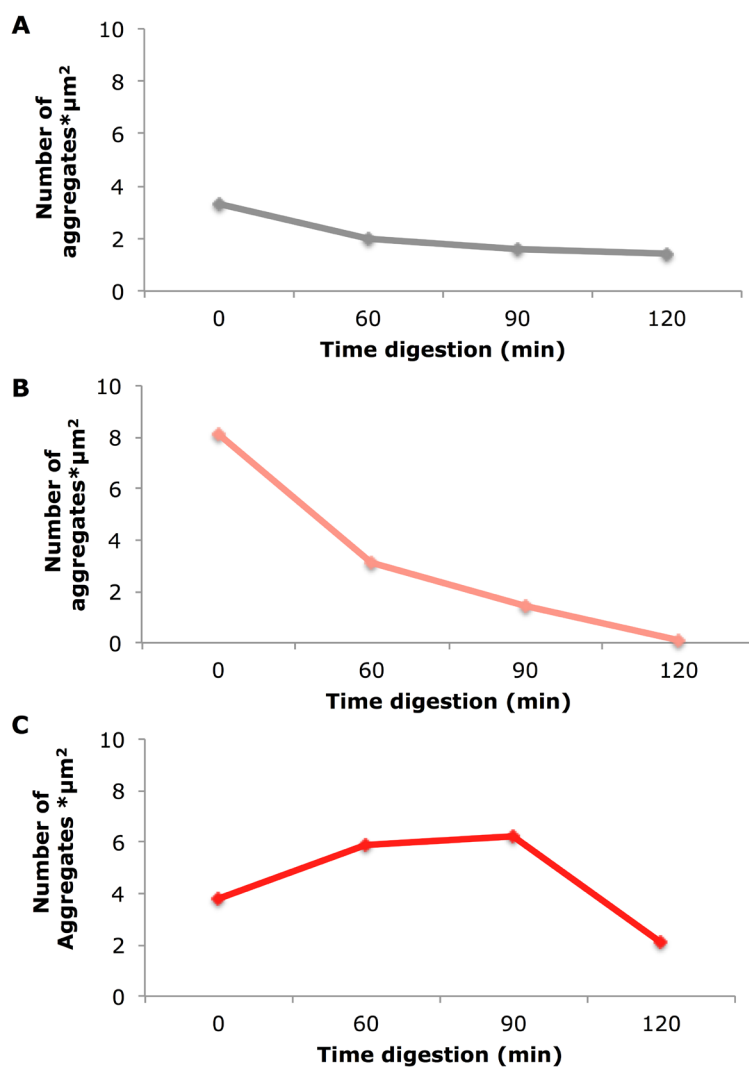 A
Number of
aggregates*µm²
10
8
6
4
2
0
0 60 90 120
Time digestion (min)
B
Number of
aggregates*µm²
10
8
6
4
2
0
0 60 90 120
Time digestion (min)
C
Number of
Aggregates *µm²
10
8
6
4
2
0
0 60 90 120
Time digestion (min)